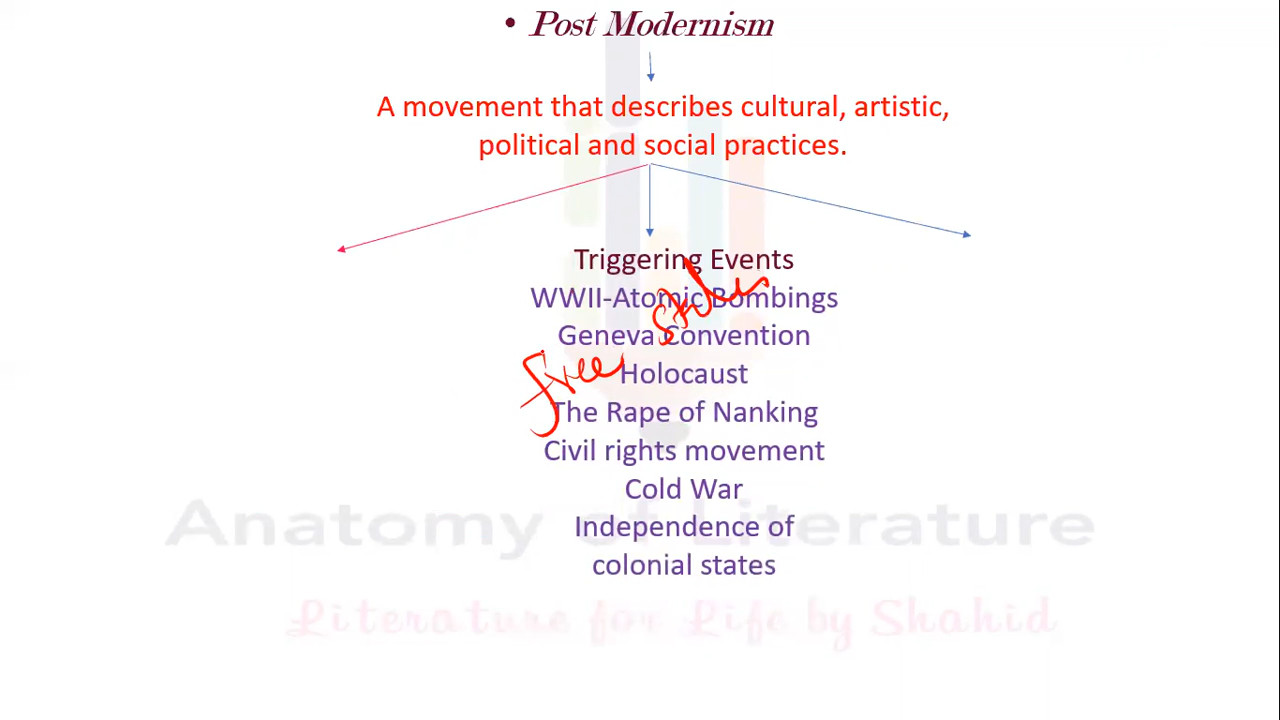 • Post Modernism
A movement that describes cultural, artistic,
political and social practices.
Triggering Events
WWII-Atomic Bombings
Geneva Convention
Holocaust
The Rape of Nanking
Civil rights movement
Cold War
Independence of
colonial states
free states
Anatomy of Literature
Literature for Life by Shahid